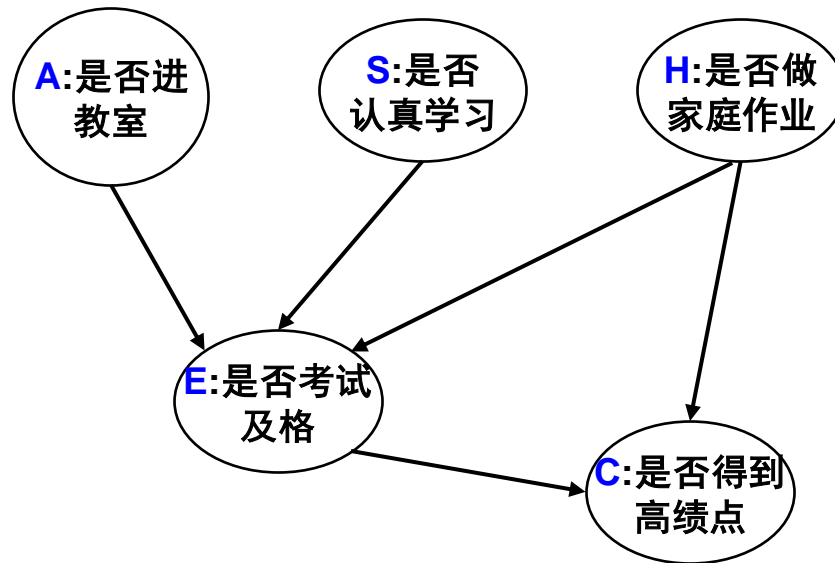 A:是否进
教室
S:是否
认真学习
H:是否做
家庭作业
E:是否考试
及格
C:是否得到
高绩点